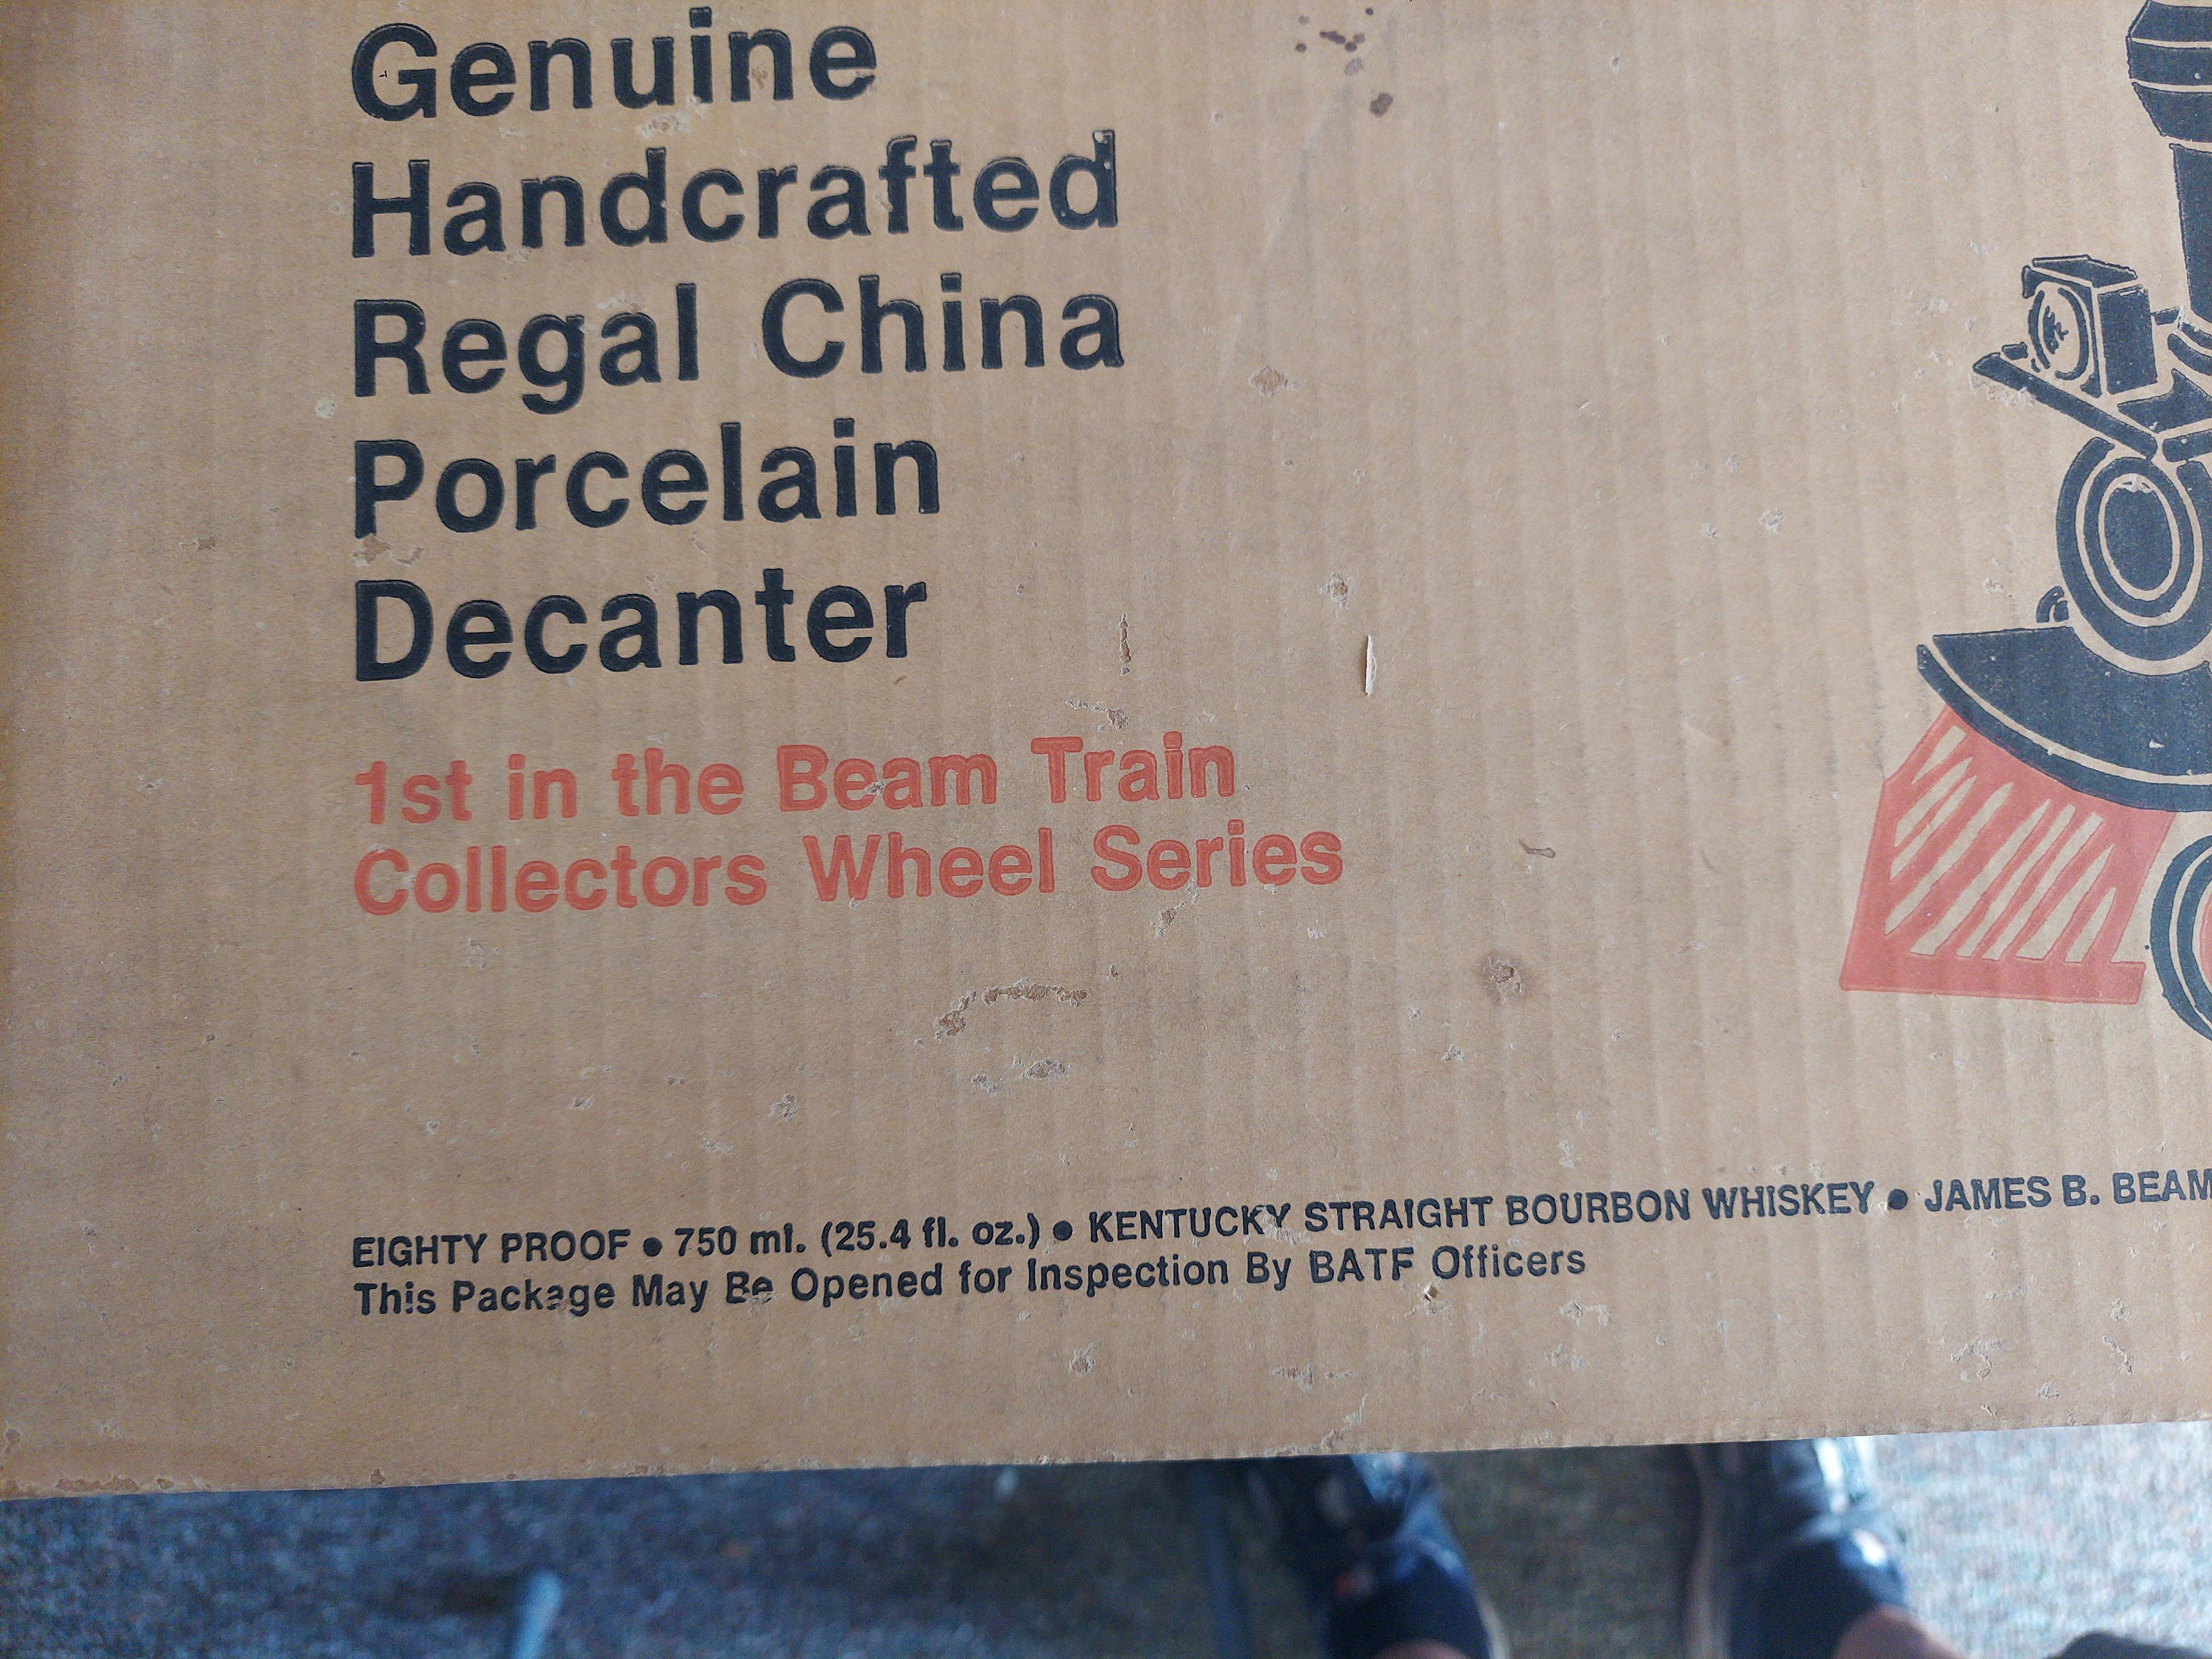 Genuine
Handcrafted
Regal China
Porcelain
Decanter
1st in the Beam Train
Collectors Wheel Series
EIGHTY PROOF • 750 ml. (25.4 fl. oz.) • KENTUCKY STRAIGHT BOURBON WHISKEY • JAMES B. BEAM
This Package May Be Opened for Inspection By BATF Officers